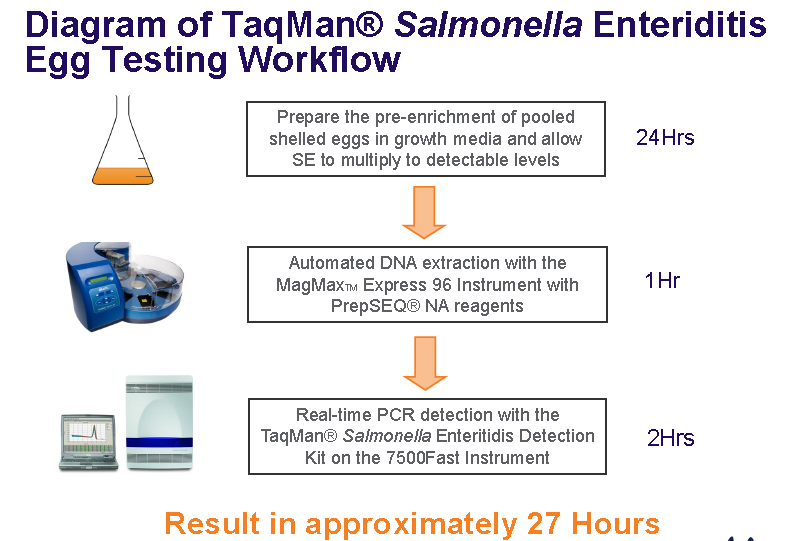 Diagram of TaqMan® Salmonella Enteriditis
Egg Testing Workflow
Prepare the pre-enrichment of pooled
shelled eggs in growth media and allow
SE to multiply to detectable levels
24Hrs
Automated DNA extraction with the
MagMax™ Express 96 Instrument with
PrepSEQ® NA reagents
1Hr
Real-time PCR detection with the
TaqMan® Salmonella Enteritidis Detection
Kit on the 7500Fast Instrument
2Hrs
Result in approximately 27 Hours